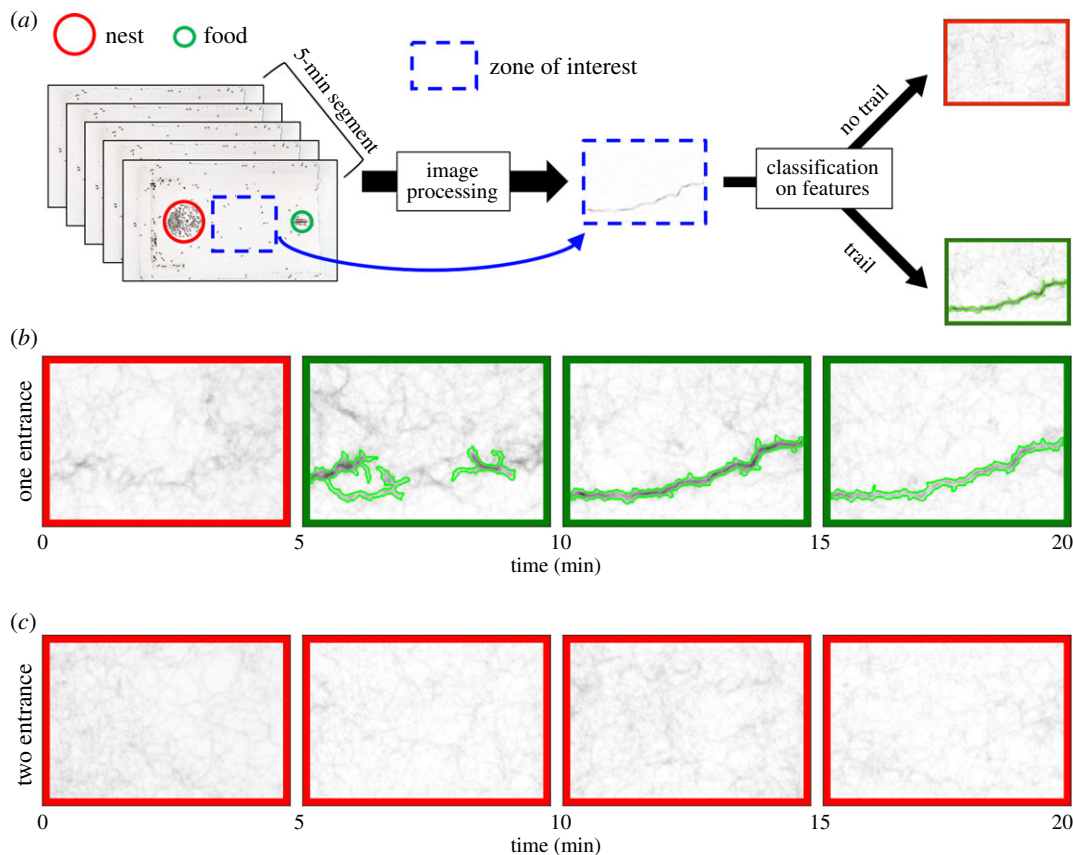 (a)
nest
food
5-min segment
zone of interest
image
processing
no trail
classification
on features
trail
(b)
one entrance
0
5
10
15
20
time (min)
(c)
two entrance
0
5
10
15
20
time (min)